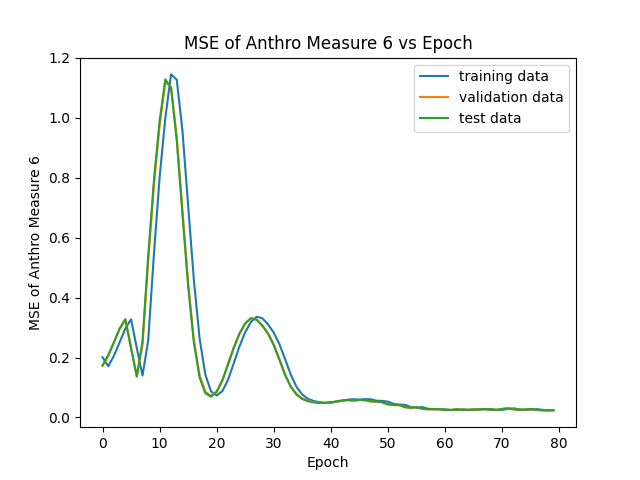 MSE of Anthro Measure 6 vs Epoch
training data
validation data
test data
MSE of Anthro Measure 6
1.2
1.0
0.8
0.6
0.4
0.2
0.0
0 10 20 30 40 50 60 70 80
Epoch